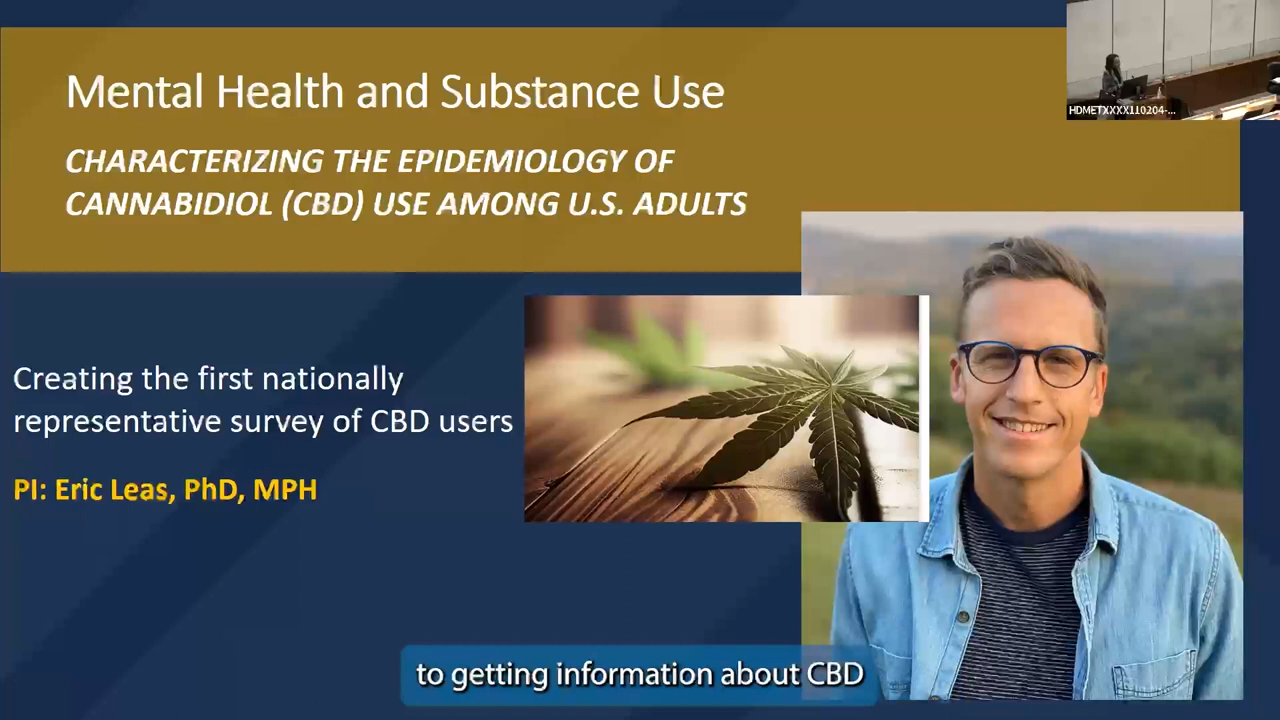 Mental Health and Substance Use
CHARACTERIZING THE EPIDEMIOLOGY OF
CANNABIDIOL (CBD) USE AMONG U.S. ADULTS
HDMETXXXX110204-...
Creating the first nationally
representative survey of CBD users
PI: Eric Leas, PhD, MPH
to getting information about CBD